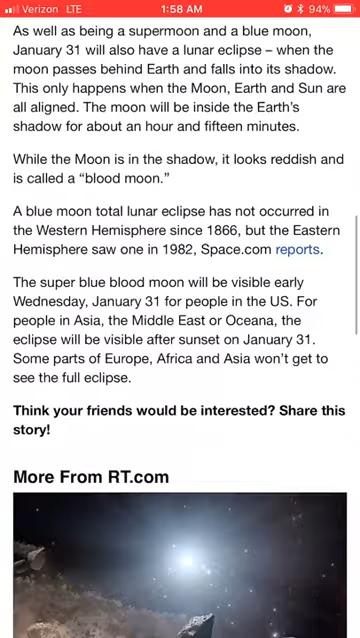 Verizon LTE 1:58 AM 94%
As well as being a supermoon and a blue moon,
January 31 will also have a lunar eclipse – when the
moon passes behind Earth and falls into its shadow.
This only happens when the Moon, Earth and Sun are
all aligned. The moon will be inside the Earth's
shadow for about an hour and fifteen minutes.
While the Moon is in the shadow, it looks reddish and
is called a “blood moon.”
A blue moon total lunar eclipse has not occurred in
the Western Hemisphere since 1866, but the Eastern
Hemisphere saw one in 1982, Space.com reports.
The super blue blood moon will be visible early
Wednesday, January 31 for people in the US. For
people in Asia, the Middle East or Oceana, the
eclipse will be visible after sunset on January 31.
Some parts of Europe, Africa and Asia won’t get to
see the full eclipse.
Think your friends would be interested? Share this
story!
More From RT.com